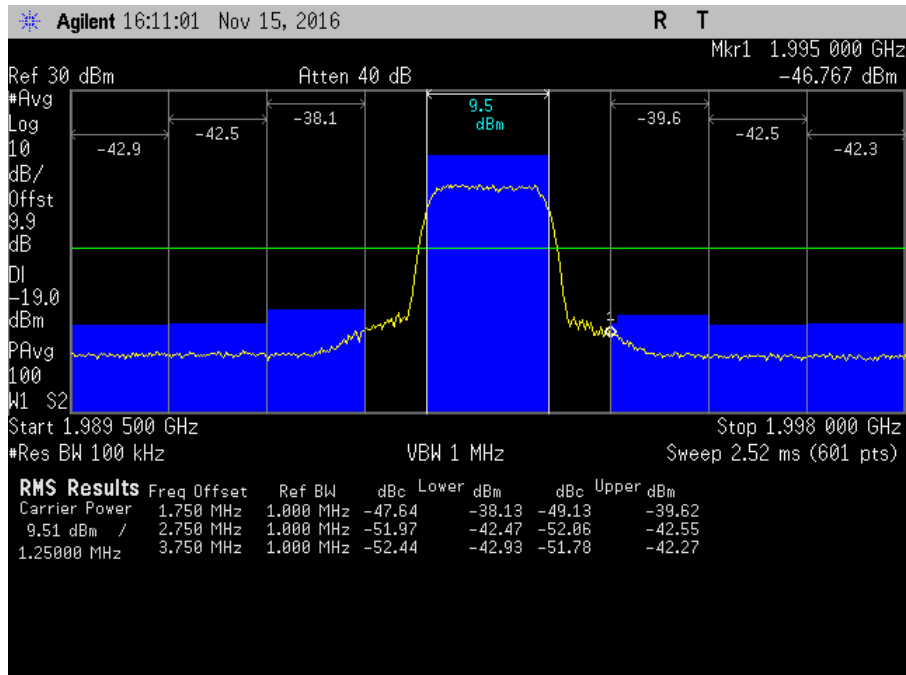 Agilent 16:11:01 Nov 15, 2016 R T
Mkr1 1.995 000 GHz
Ref 30 dBm Atten 40 dB -46.767 dBm
#Avg
Log
10
dB/
Offst
9.9
dB
DI
-19.0
dBm
PAvg
100
W1 S2
-42.9 -42.5 -38.1 9.5 dBm -39.6 -42.5 -42.3
1
Start 1.989 500 GHz Stop 1.998 000 GHz
#Res BW 100 kHz VBW 1 MHz Sweep 2.52 ms (601 pts)
RMS Results Freq Offset Ref BW dBc Lower dBm dBc Upper dBm
Carrier Power 1.750 MHz 1.000 MHz -47.64 -38.13 -49.13 -39.62
9.51 dBm / 2.750 MHz 1.000 MHz -51.97 -42.47 -52.06 -42.55
1.25000 MHz 3.750 MHz 1.000 MHz -52.44 -42.93 -51.78 -42.27